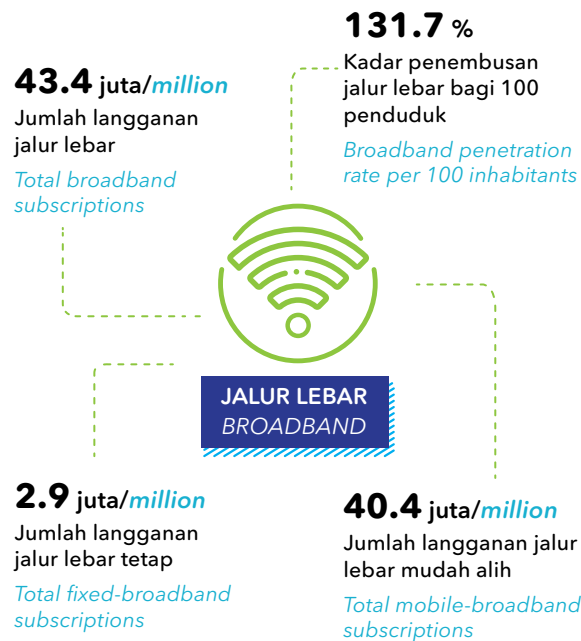 43.4 juta/million
Jumlah langganan
jalur lebar
Total broadband
subscriptions
131.7 %
Kadar penembusan
jalur lebar bagi 100
penduduk
Broadband penetration
rate per 100 inhabitants
JALUR LEBAR
BROADBAND
2.9 juta/million
Jumlah langganan
jalur lebar tetap
Total fixed-broadband
subscriptions
40.4 juta/million
Jumlah langganan jalur
lebar mudah alih
Total mobile-broadband
subscriptions